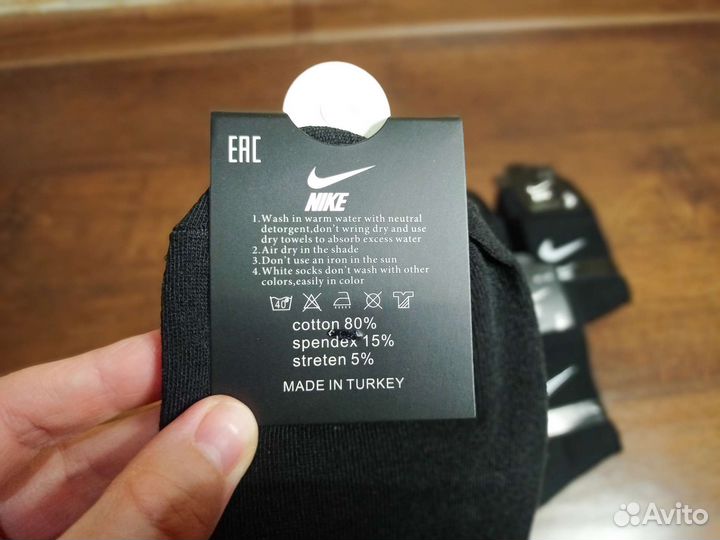 EAC
NIKE
1.Wash in warm water with neutral
detorgent,don't wring dry and use
dry towels to absorb excess water
2.Air dry in the shade
3.Don't use an iron in the sun
4.White socks don't wash with other
colors,easily in color
40°
cotton 80%
spendex 15%
streten 5%
MADE IN TURKEY
Avito